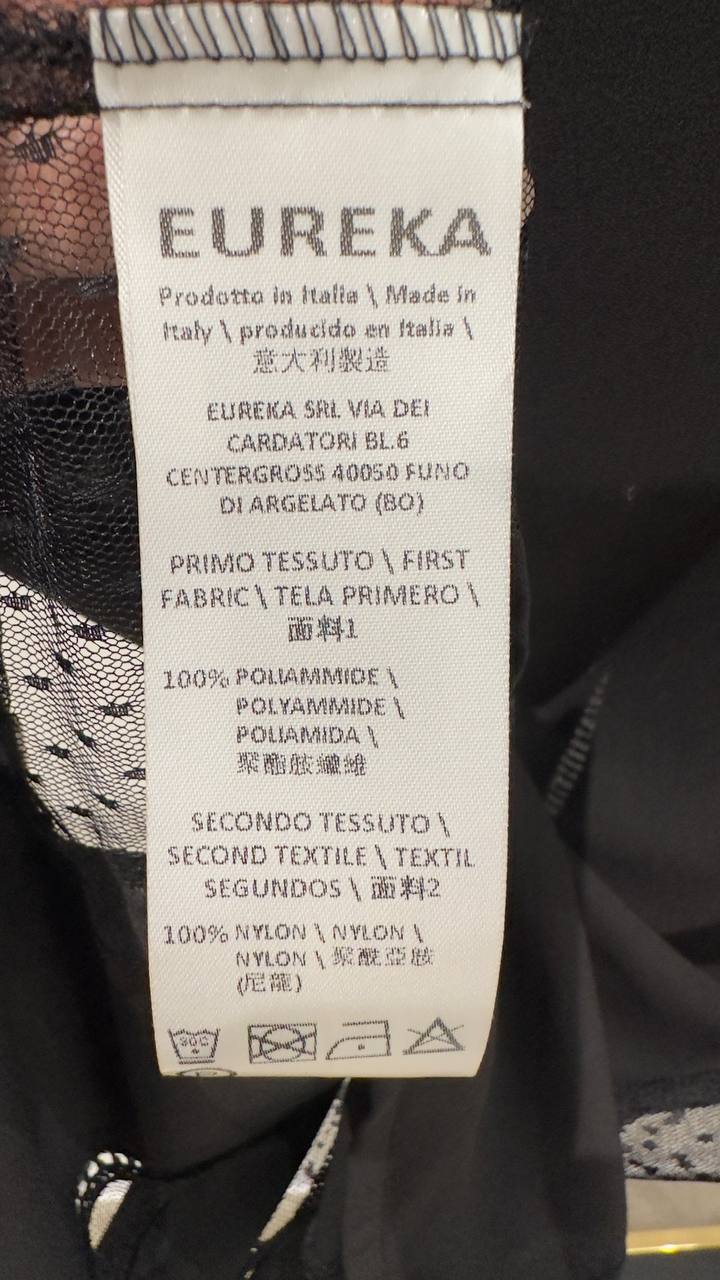 EUREKA
Prodotto in Italia \ Made in
Italy \ producido en Italia \
意大利製造
EUREKA SRL VIA DEI
CARDATORI BL.6
CENTERGROSS 40050 FUNO
DI ARGELATO (BO)
PRIMO TESSUTO \ FIRST
FABRIC \ TELA PRIMERO \
面料1
100% POLIAMMIDE \
POLYAMMIDE \
POLIAMIDA \
聚酯胺纖維
SECONDO TESSUTO \
SECOND TEXTILE \ TEXTIL
SEGUNDOS \ 面料2
100% NYLON \ NYLON \
NYLON \ 聚酰亞胺
(尼龍)
30C
P